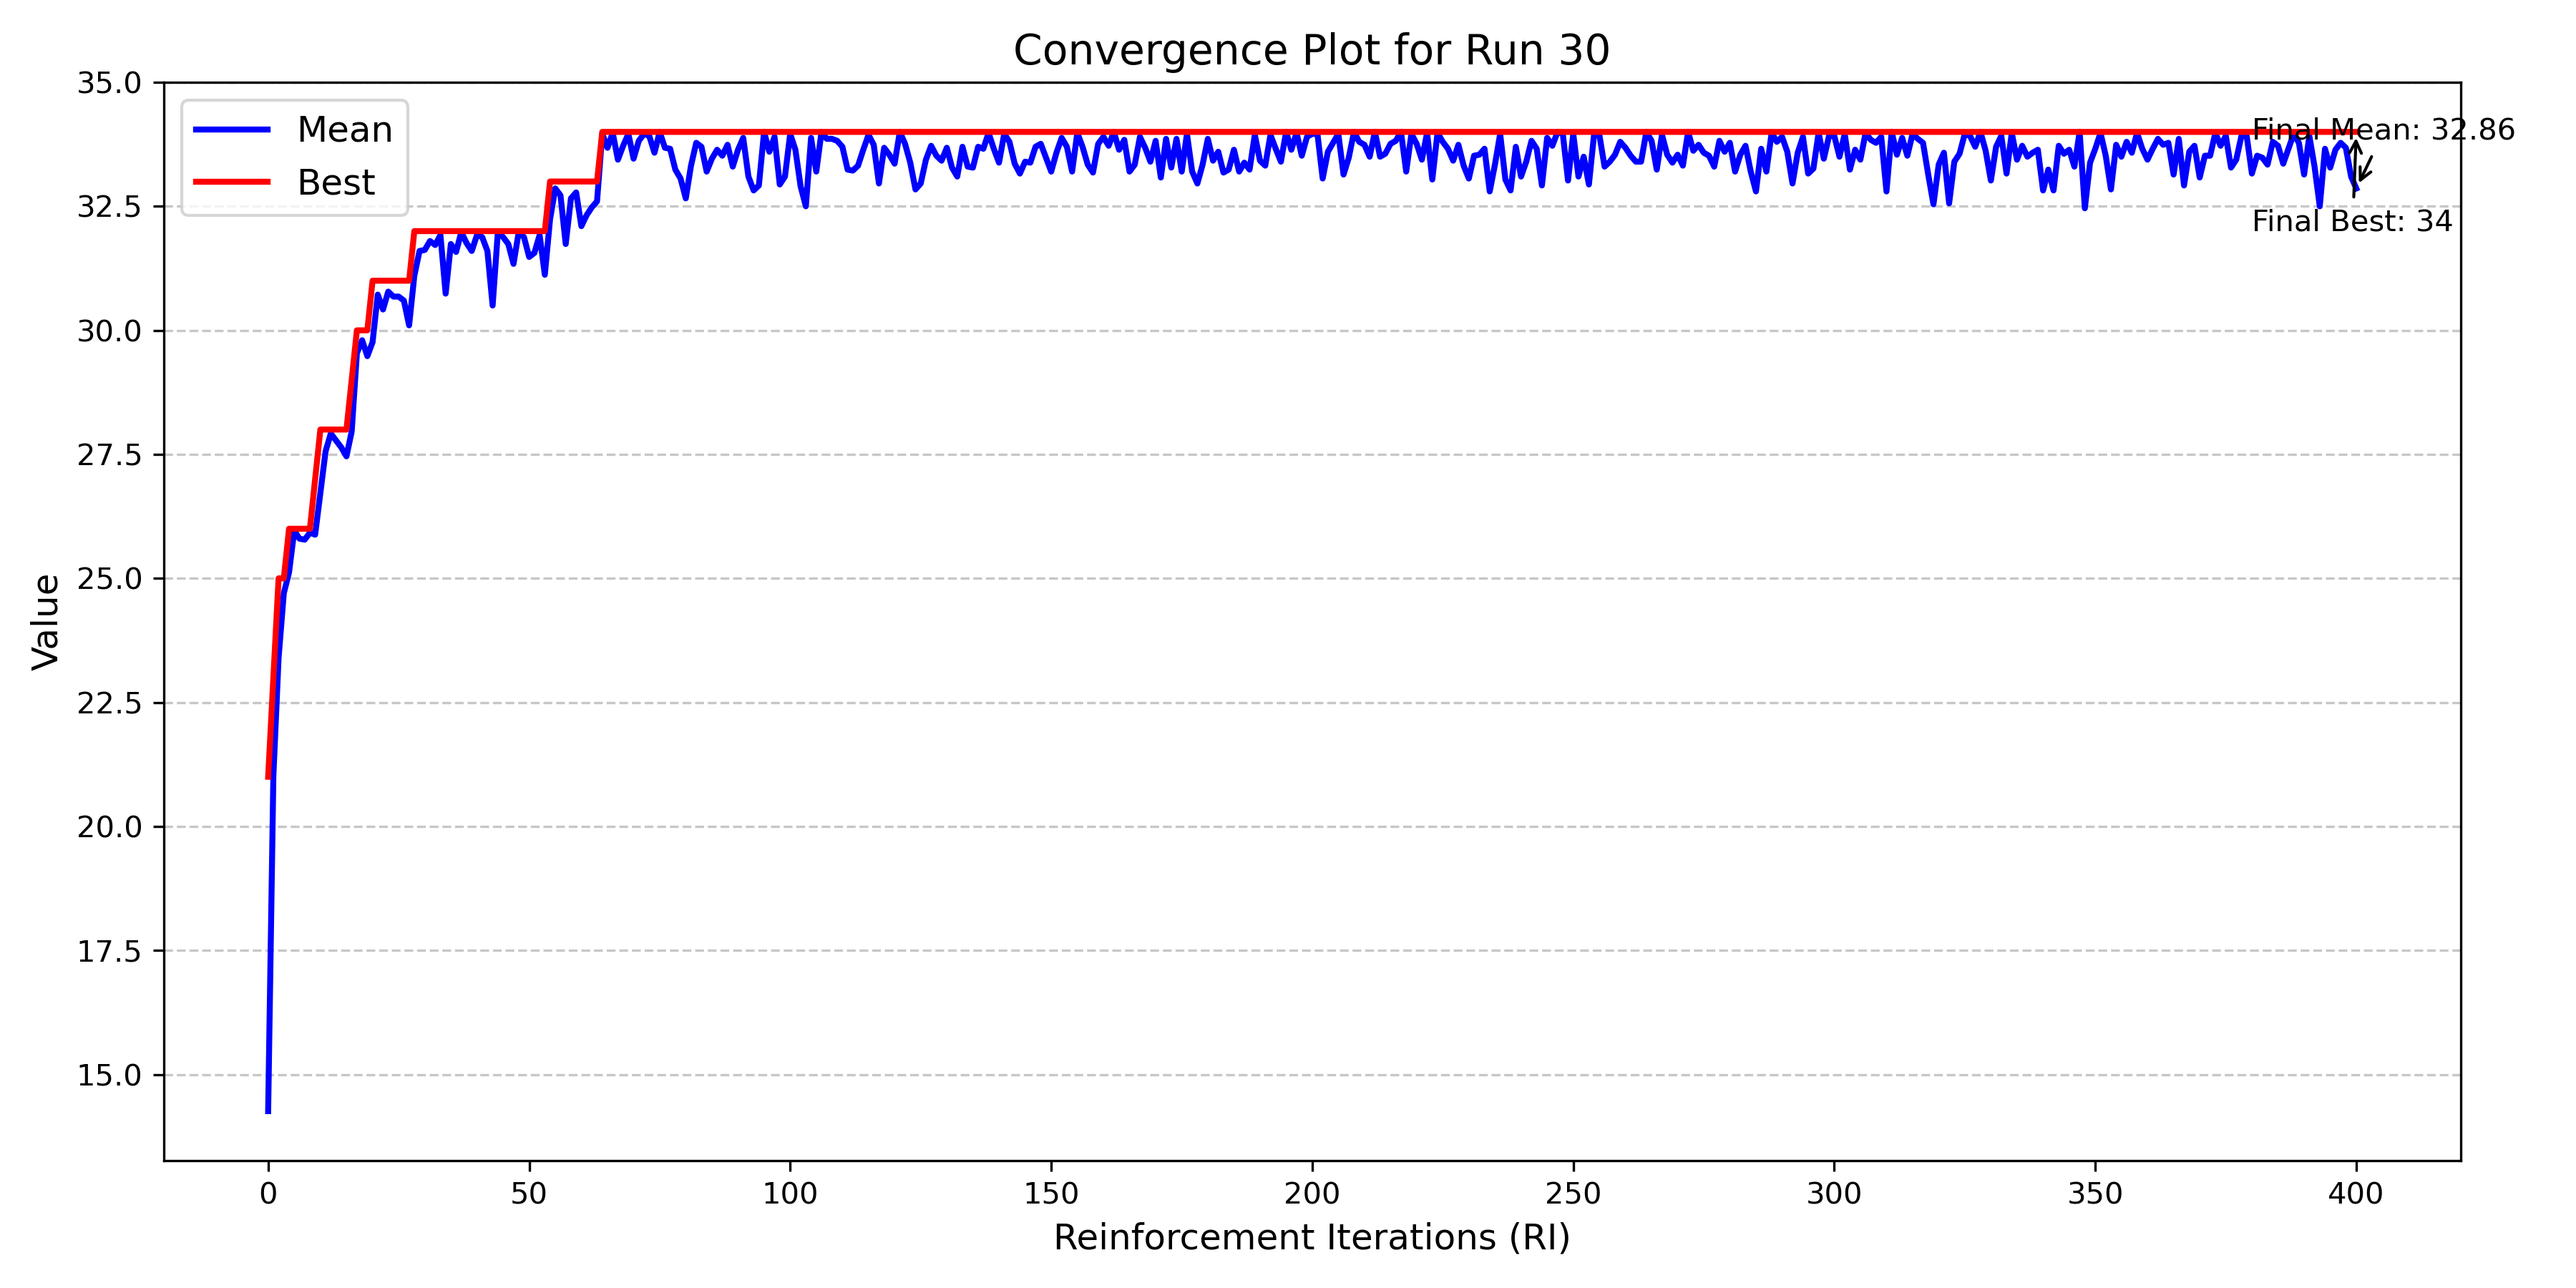 Convergence Plot for Run 30
Mean
Best
Final Mean: 32.86
Final Best: 34
35.0
32.5
30.0
27.5
25.0
22.5
20.0
17.5
15.0
Value
0 50 100 150 200 250 300 350 400
Reinforcement Iterations (RI)